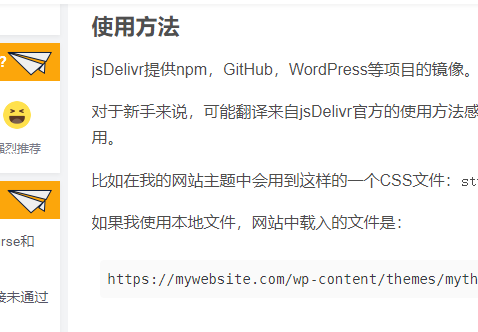 使用方法
?
jsDelivr提供npm，GitHub，WordPress等项目的镜像。
对于新手来说，可能翻译来自jsDelivr官方的使用方法感
用。
强烈推荐
比如在我的网站主题中会用到这样的一个CSS文件：st
如果我使用本地文件，网站中载入的文件是：
rse和
https://mywebsite.com/wp-content/themes/myth
接未通过